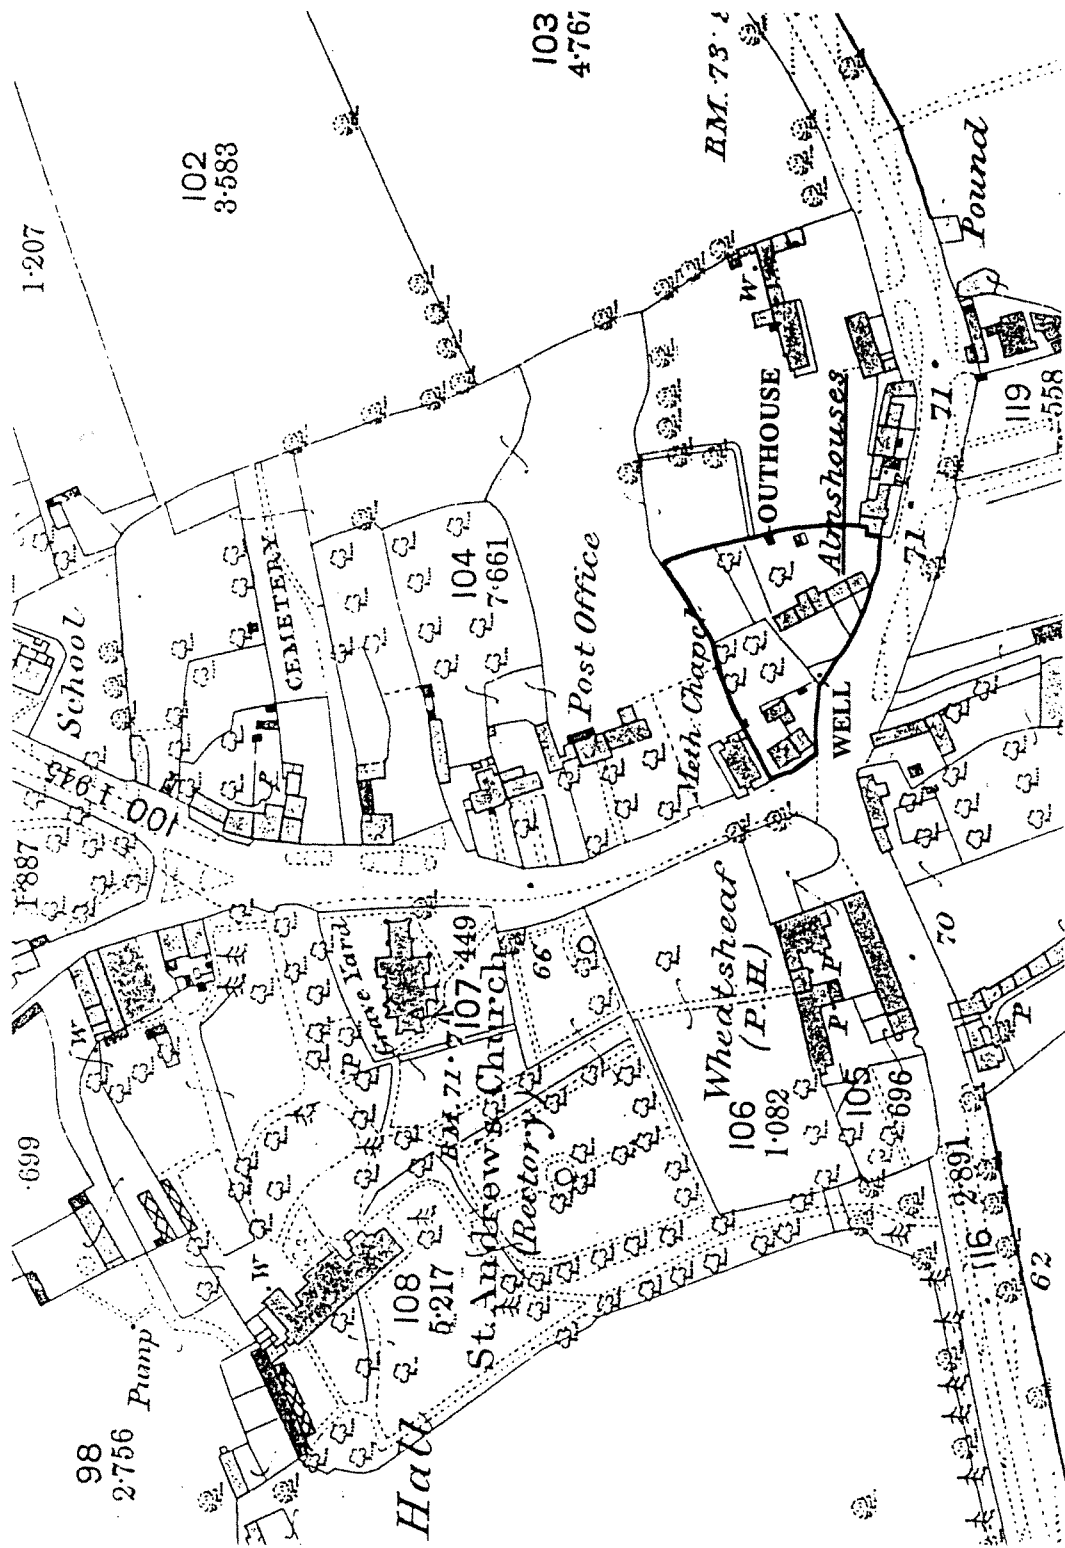 1·207
102
3·583
103
4·767
B.M. 73·
Pound
School
CEMETERY
104
7·661
Post Office
Meth. Chapel
W.
OUTHOUSE
Almshouses
71
71
119
·558
WELL
100
1·945
1·887
P
W
Grave Yard
P
107
·449
B.M. 71·7
St. Andrew's Church
(Rectory)
66
Wheatsheaf
(P.H.)
106
1·082
P
P
105
·696
70
P
116
2·891
62
·699
W
108
5·217
Pump
98
2·756
Hall